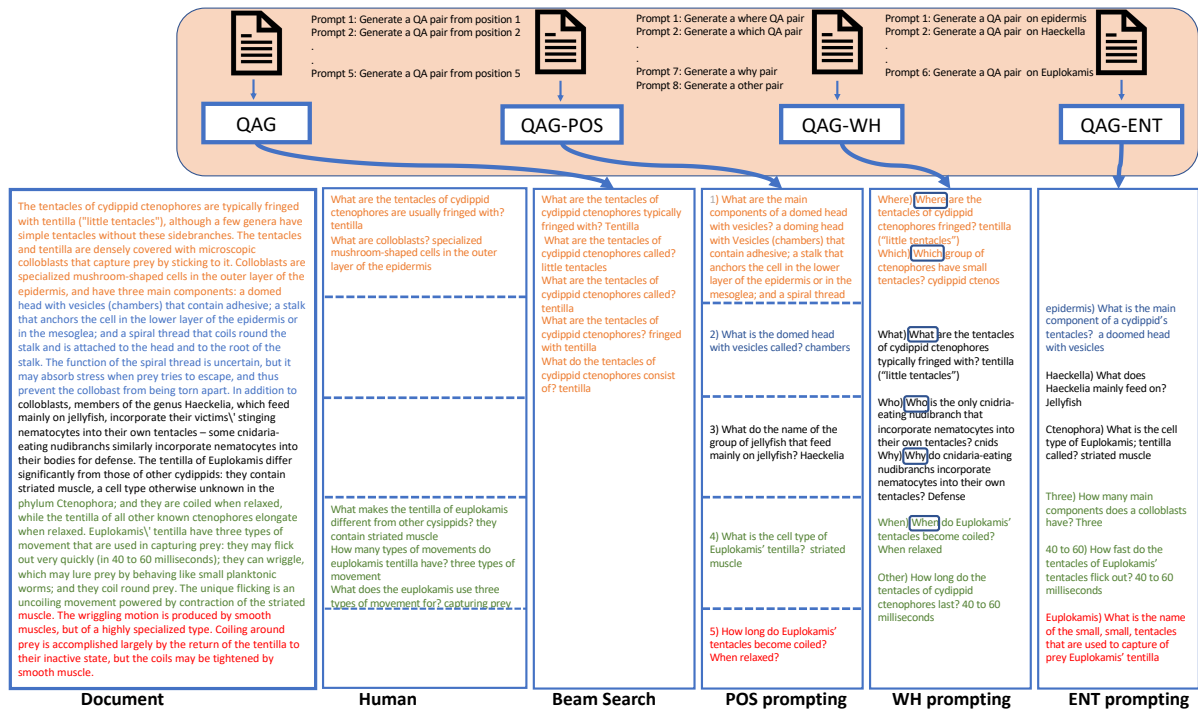 Prompt 1: Generate a QA pair from position 1
Prompt 2: Generate a QA pair from position 2
.
.
Prompt 5: Generate a QA pair from position 5
Prompt 1: Generate a where QA pair
Prompt 2: Generate a which QA pair
.
.
Prompt 7: Generate a why pair
Prompt 8: Generate a other pair
Prompt 1: Generate a QA pair on epidermis
Prompt 2: Generate a QA pair on Haeckella
.
.
Prompt 6: Generate a QA pair on Euplokamis
QAG
QAG-POS
QAG-WH
QAG-ENT
The tentacles of cydippid ctenophores are typically fringed
with tentilla ("little tentacles"), although a few genera have
simple tentacles without these sidebranches. The tentacles
and tentilla are densely covered with microscopic
colloblasts that capture prey by sticking to it. Colloblasts are
specialized mushroom-shaped cells in the outer layer of the
epidermis, and have three main components: a domed
head with vesicles (chambers) that contain adhesive; a stalk
that anchors the cell in the lower layer of the epidermis or
in the mesoglea; and a spiral thread that coils round the
stalk and is attached to the head and to the root of the
stalk. The function of the spiral thread is uncertain, but it
may absorb stress when prey tries to escape, and thus
prevent the collobast from being torn apart. In addition to
colloblasts, members of the genus Haeckelia, which feed
mainly on jellyfish, incorporate their victims\' stinging
nematocytes into their own tentacles – some cnidaria-
eating nudibranchs similarly incorporate nematocytes into
their bodies for defense. The tentilla of Euplokamis differ
significantly from those of other cydippids: they contain
striated muscle, a cell type otherwise unknown in the
phylum Ctenophora; and they are coiled when relaxed,
while the tentilla of all other known ctenophores elongate
when relaxed. Euplokamis\' tentilla have three types of
movement that are used in capturing prey: they may flick
out very quickly (in 40 to 60 milliseconds); they can wriggle,
which may lure prey by behaving like small planktonic
worms; and they coil round prey. The unique flicking is an
uncoiling movement powered by contraction of the striated
muscle. The wriggling motion is produced by smooth
muscles, but of a highly specialized type. Coiling around
prey is accomplished largely by the return of the tentilla to
their inactive state, but the coils may be tightened by
smooth muscle.
What are the tentacles of cydippid
ctenophores are usually fringed with?
tentilla
What are colloblasts? specialized
mushroom-shaped cells in the outer
layer of the epidermis
What makes the tentilla of euplokamis
different from other cysippids? they
contain striated muscle
How many types of movements do
euplokamis tentilla have? three types of
movement
What does the euplokamis use three
types of movement for? capturing prey
What are the tentacles of
cydippid ctenophores typically
fringed with? Tentilla
What are the tentacles of
cydippid ctenophores called?
little tentacles
What are the tentacles of
cydippid ctenophores called?
tentilla
What are the tentacles of
cydippid ctenophores? fringed
with tentilla
What do the tentacles of
cydippid ctenophores consist
of? tentilla
1) What are the main
components of a domed head
with vesicles? a doming head
with Vesicles (chambers) that
contain adhesive; a stalk that
anchors the cell in the lower
layer of the epidermis or in the
mesoglea; and a spiral thread
2) What is the domed head
with vesicles called? chambers
3) What do the name of the
group of jellyfish that feed
mainly on jellyfish? Haeckelia
4) What is the cell type of
Euplokamis' tentilla? striated
muscle
5) How long do Euplokamis'
tentacles become coiled?
When relaxed?
Where) Where are the
tentacles of cydippid
ctenophores fringed? tentilla
("little tentacles")
Which) Which group of
ctenophores have small
tentacles? cydippid ctenos
What) What are the tentacles
of cydippid ctenophores
typically fringed with? tentilla
("little tentacles")
Who) Who is the only cnidria-
eating nudibranch that
incorporate nematocytes into
their own tentacles? cnids
Why) Why do cnidaria-eating
nudibranchs incorporate
nematocytes into their own
tentacles? Defense
When) When do Euplokamis'
tentacles become coiled?
When relaxed
Other) How long do the
tentacles of cydippid
ctenophores last? 40 to 60
milliseconds
epidermis) What is the main
component of a cydippid's
tentacles? a doomed head
with vesicles
Haeckella) What does
Haeckelia mainly feed on?
Jellyfish
Ctenophora) What is the cell
type of Euplokamis; tentilla
called? striated muscle
Three) How many main
components does a colloblasts
have? Three
40 to 60) How fast do the
tentacles of Euplokamis'
tentacles flick out? 40 to 60
milliseconds
Euplokamis) What is the
name of the small, small, tentacles
that are used to capture of
prey Euplokamis' tentilla
Document
Human
Beam Search
POS prompting
WH prompting
ENT prompting